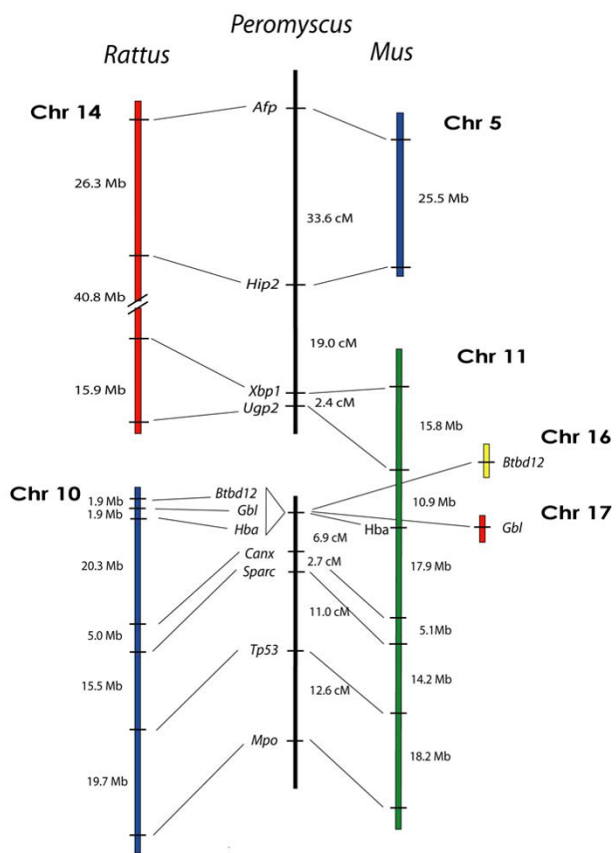 Peromyscus
Rattus
Mus
Chr 14
Afp
Chr 5
26.3 Mb
25.5 Mb
33.6 cM
Hip2
40.8 Mb
19.0 cM
Chr 11
15.9 Mb
Xbp1
2.4 cM
Ugp2
15.8 Mb
Chr 16
Btbd12
Chr 10
1.9 Mb
Btbd12
10.9 Mb
1.9 Mb
Gbl
Chr 17
Hba
Hba
Gbl
6.9 cM
20.3 Mb
Canx
2.7 cM
17.9 Mb
Sparc
11.0 cM
5.0 Mb
5.1 Mb
Tp53
15.5 Mb
14.2 Mb
12.6 cM
Mpo
18.2 Mb
19.7 Mb